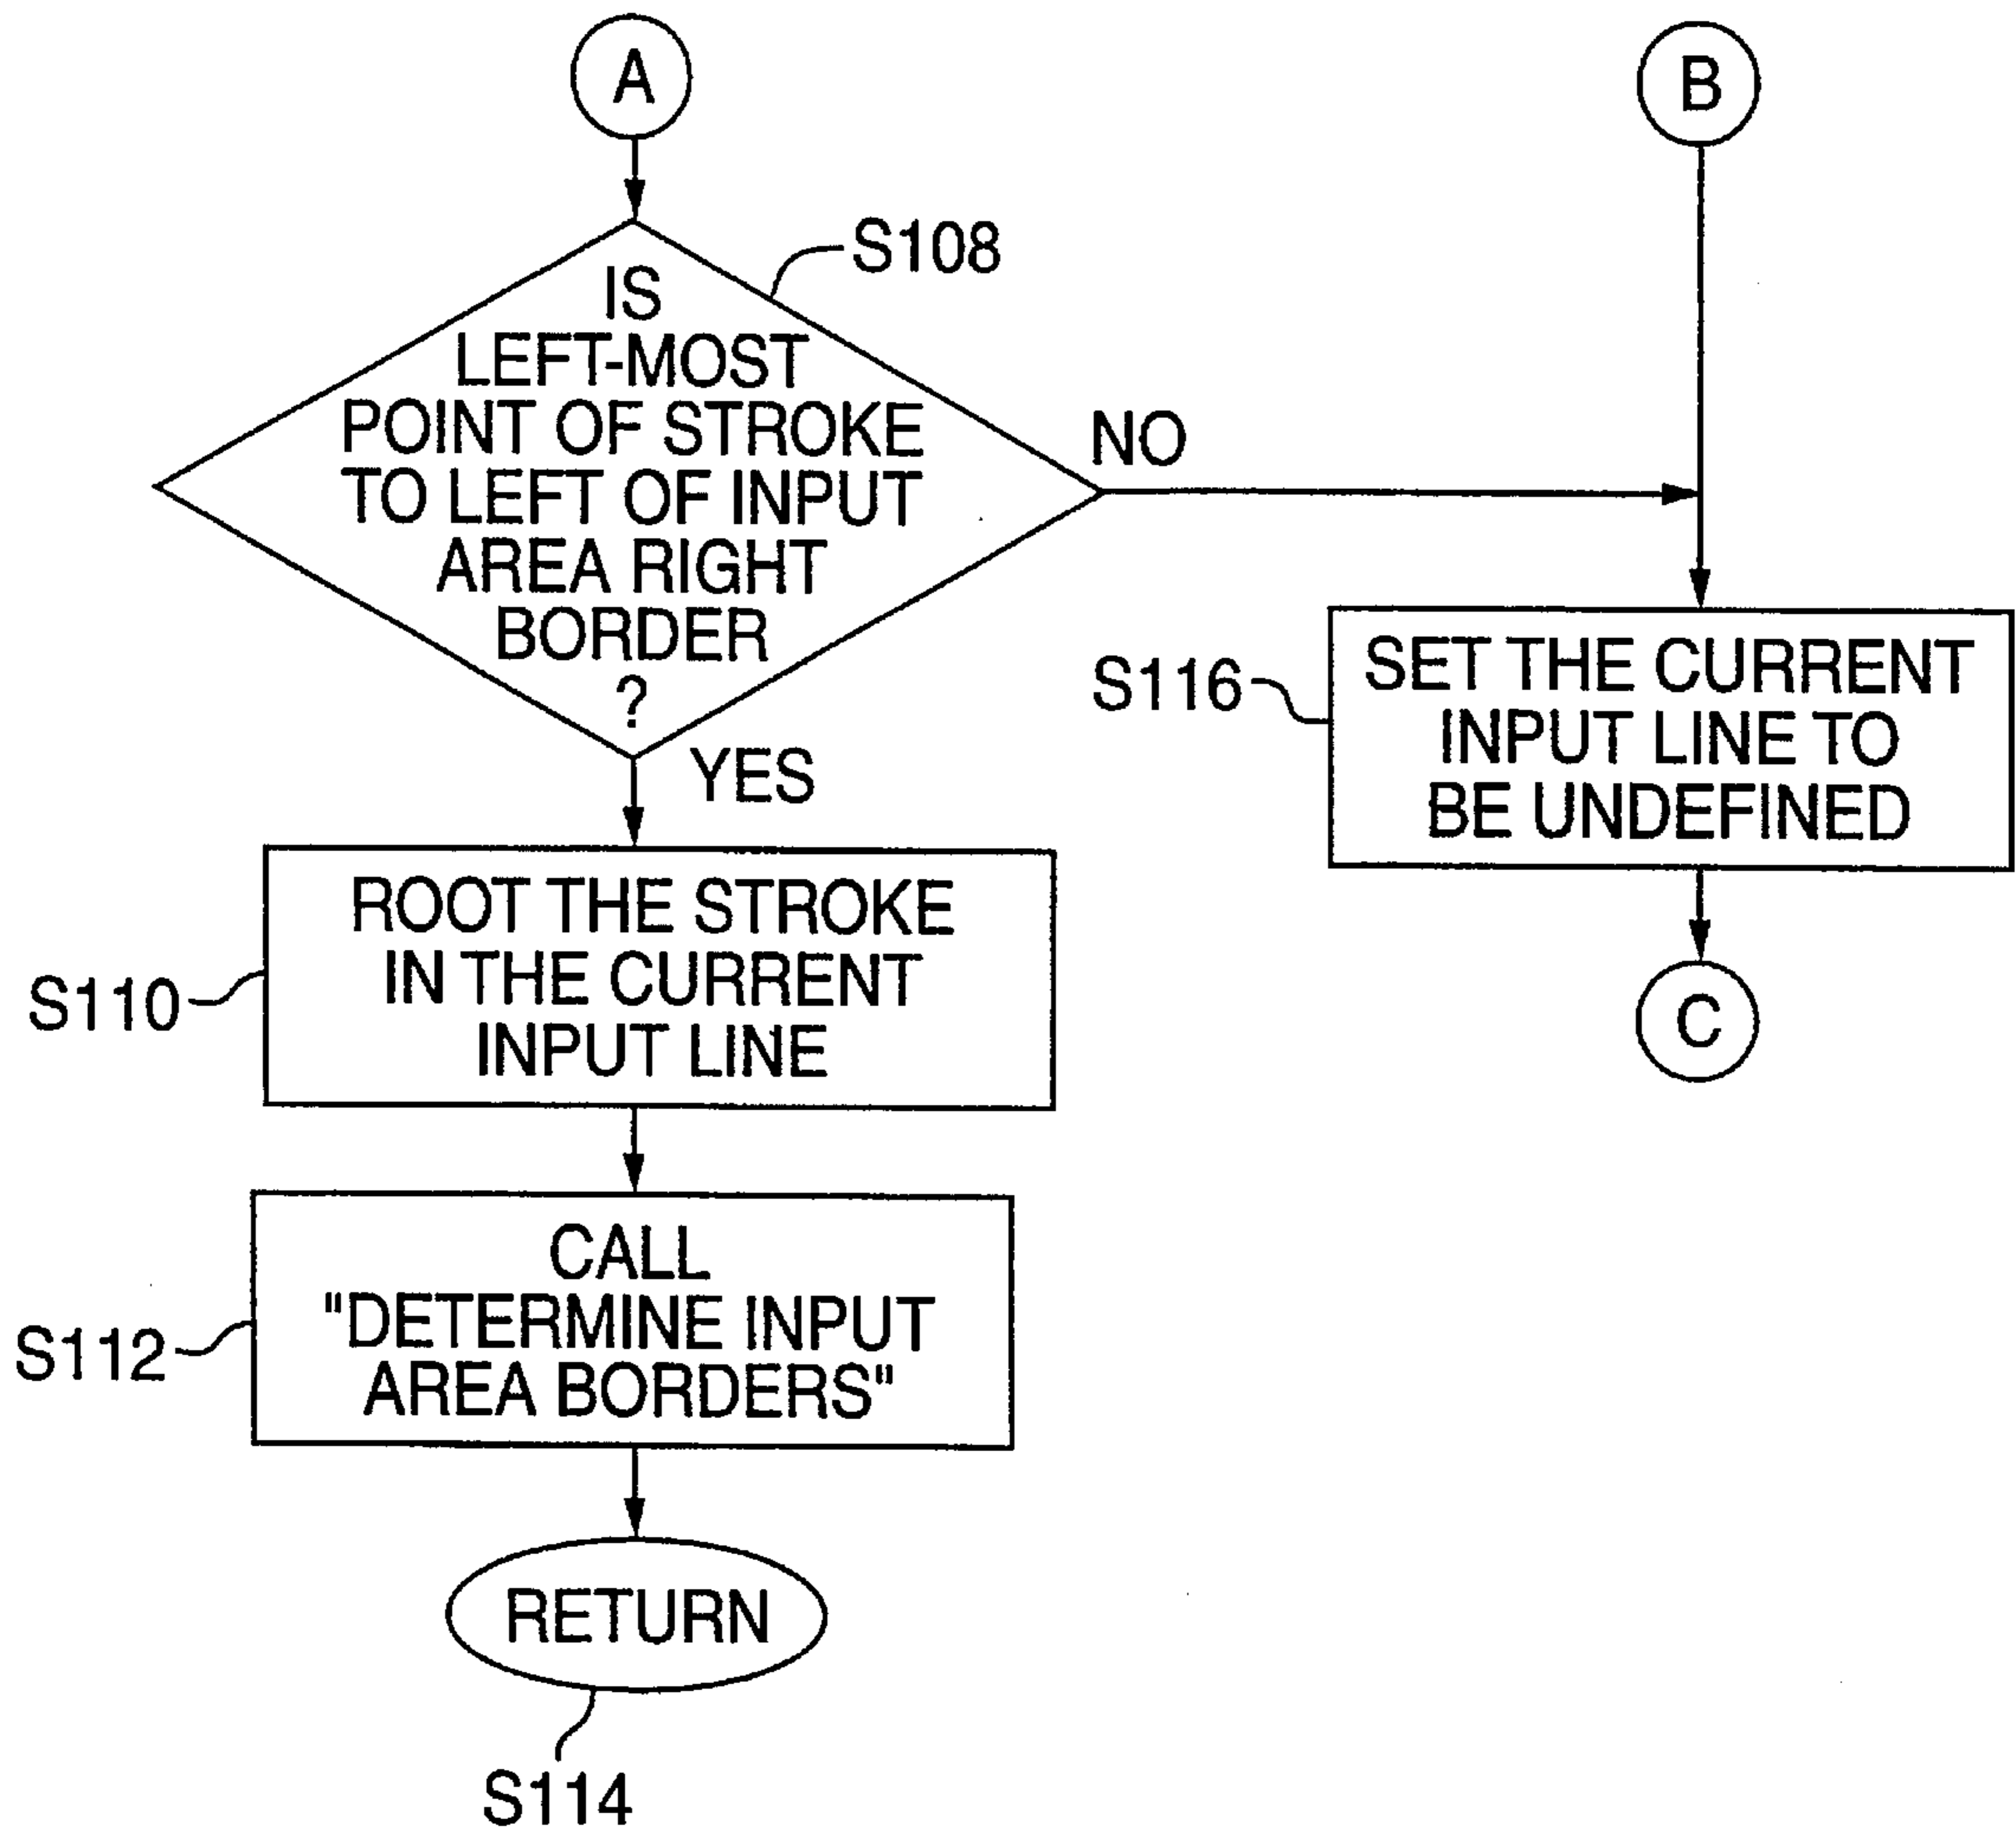 A
B
S108
IS
LEFT-MOST
POINT OF STROKE
TO LEFT OF INPUT
AREA RIGHT
BORDER
?
NO
YES
S116
SET THE CURRENT
INPUT LINE TO
BE UNDEFINED
C
S110
ROOT THE STROKE
IN THE CURRENT
INPUT LINE
S112
CALL
"DETERMINE INPUT
AREA BORDERS"
RETURN
S114